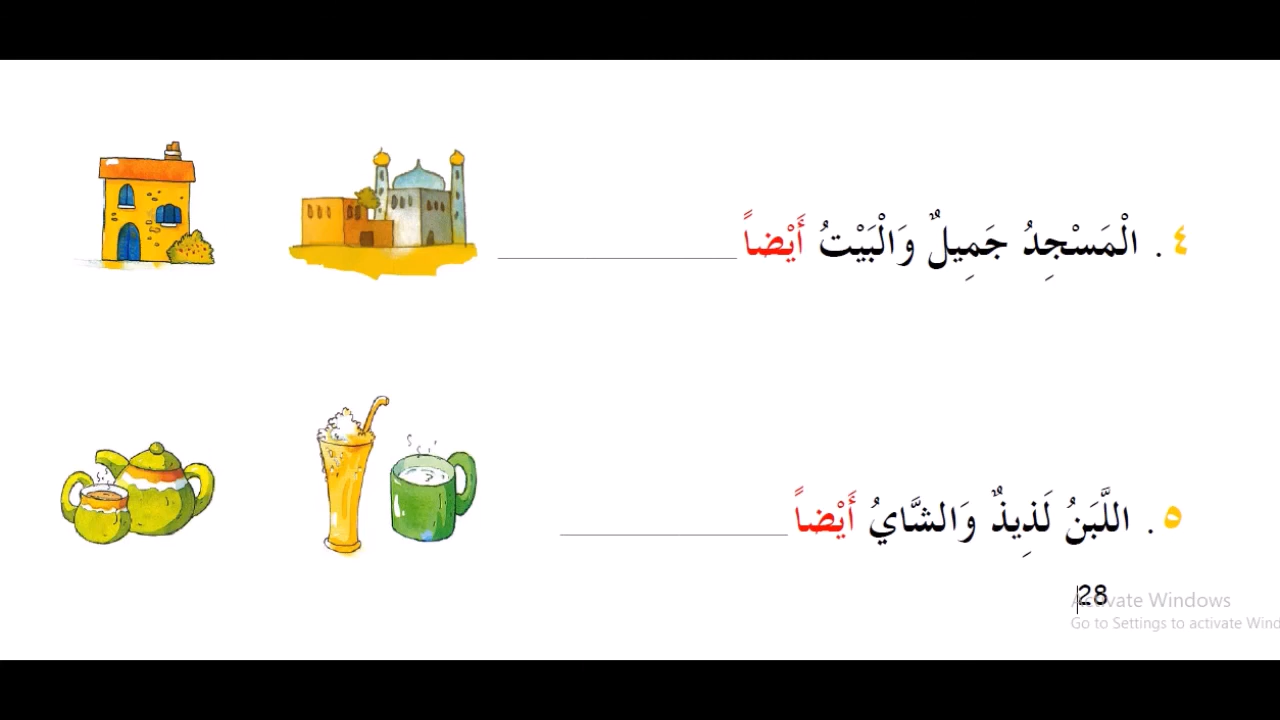 ٤. الْمَسْجِدُ جَمِيلٌ وَالْبَيْتُ أَيْضاً
٥. اللَّبَنُ لَذِيذٌ وَالشَّايُ أَيْضاً
28
Activate Windows
Go to Settings to activate Wind